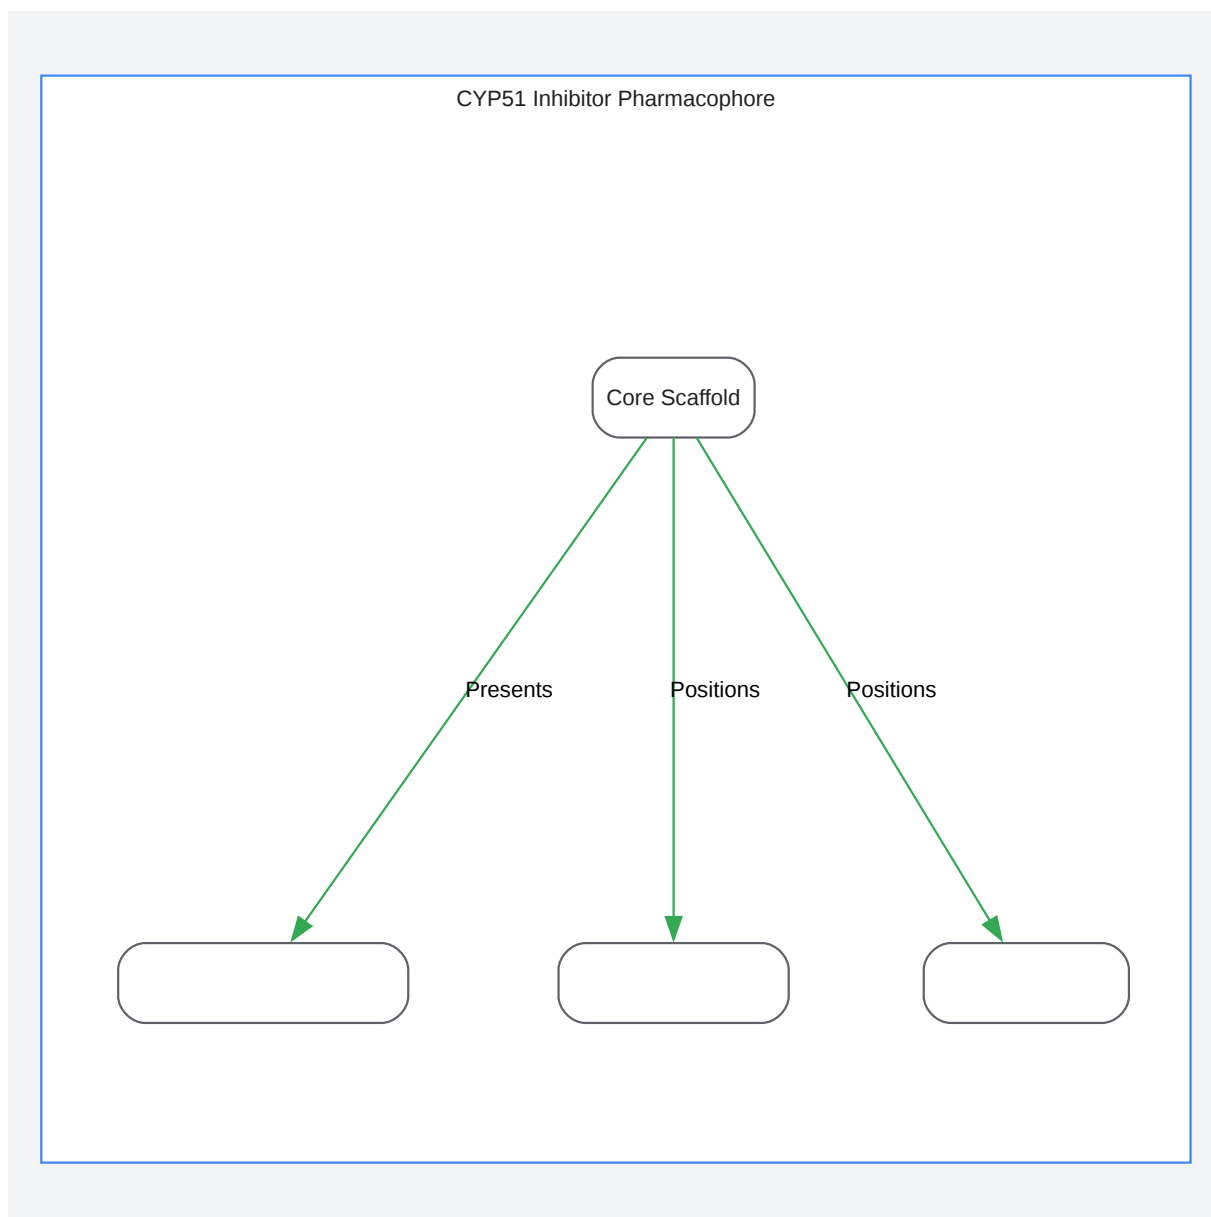 CYP51 Inhibitor Pharmacophore
Core Scaffold
Presents
Positions
Positions